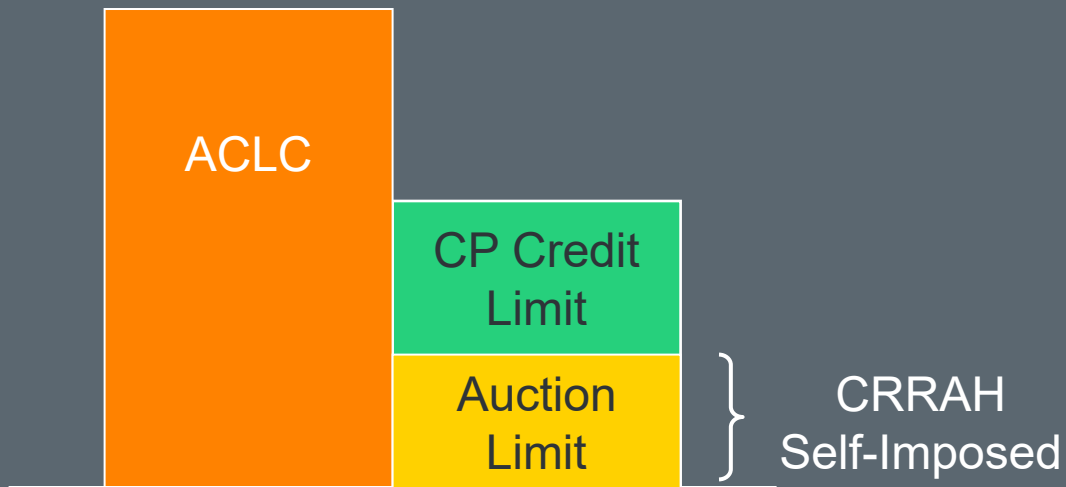 ACLC
CP Credit
Limit
Auction
Limit
CRRAH
Self-Imposed